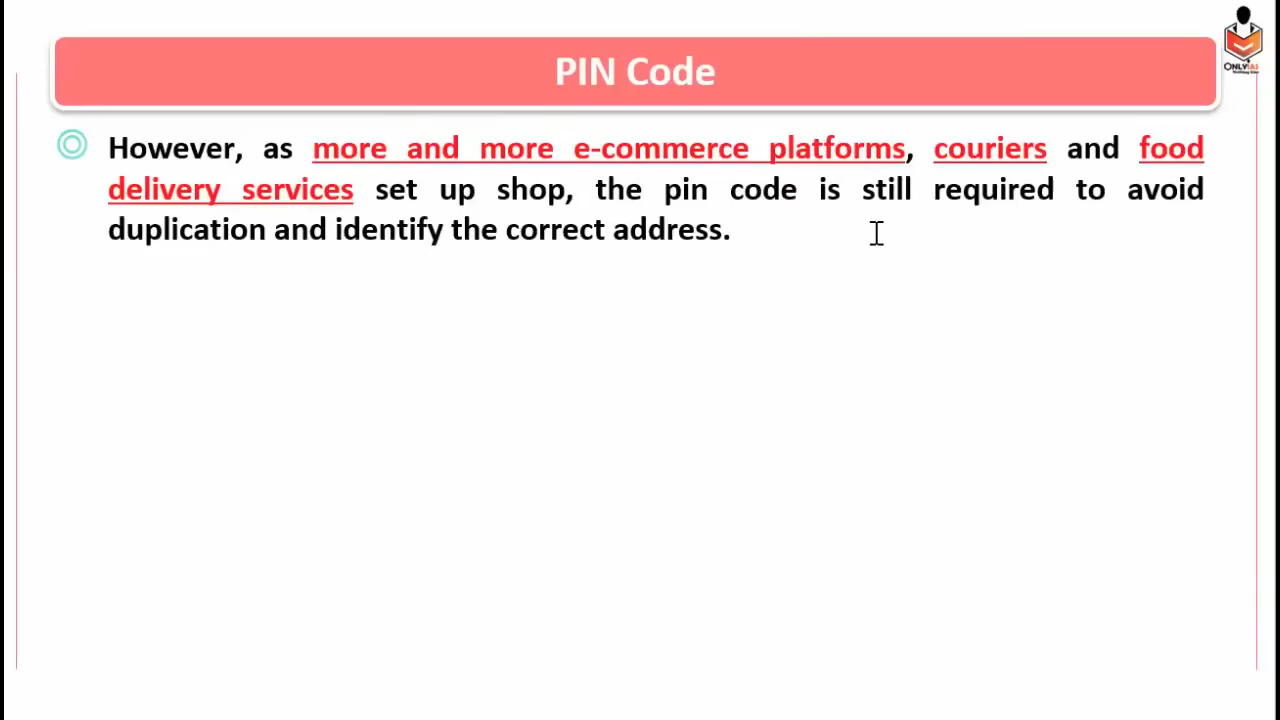 PIN Code
ONLYIAS
However, as more and more e-commerce platforms, couriers and food
delivery services set up shop, the pin code is still required to avoid
duplication and identify the correct address.